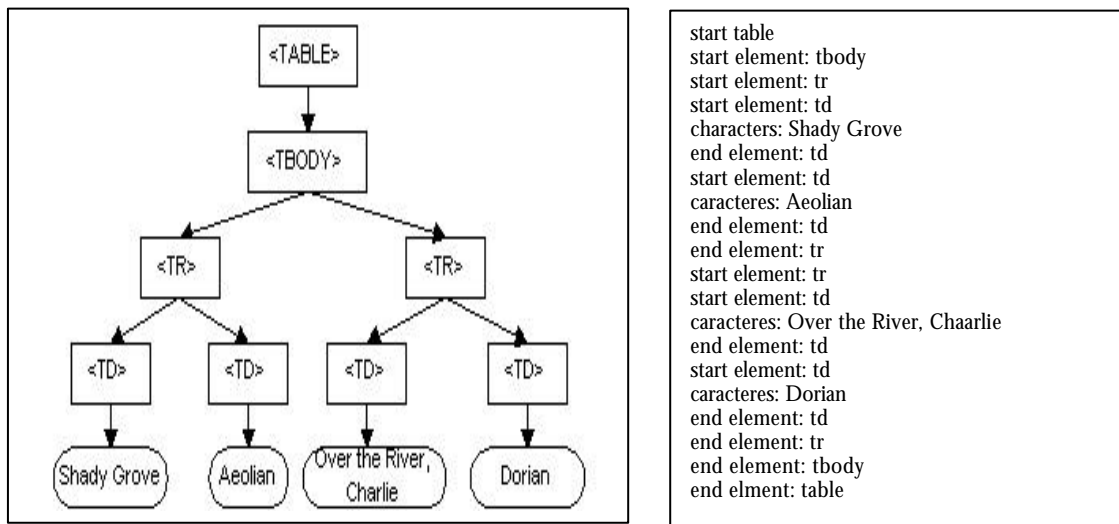 <TABLE>
<TBODY>
<TR>
<TR>
<TD>
<TD>
<TD>
<TD>
Shady Grove
Aeolian
Over the River,
Charlie
Dorian
start table
start element: tbody
start element: tr
start element: td
characters: Shady Grove
end element: td
start element: td
caracteres: Aeolian
end element: td
end element: tr
start element: tr
start element: td
caracteres: Over the River, Chaarlie
end element: td
start element: td
caracteres: Dorian
end element: td
end element: tr
end element: tbody
end elment: table